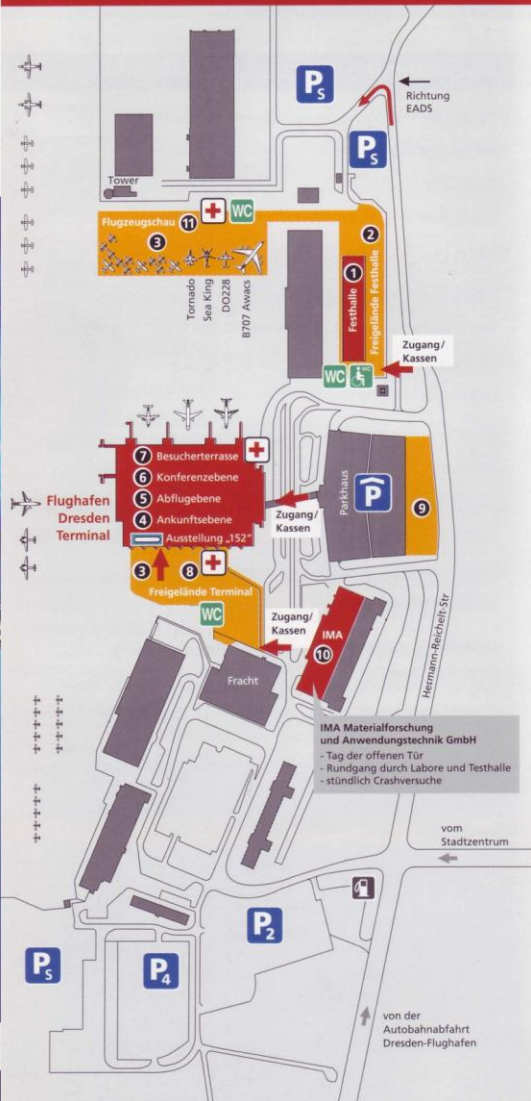 P S
Richtung
EADS
P S
Tower
Flugzeugschau
11
WC
3
2
1
Festhalle
Freigelände Festhalle
Tornado
Sea King
DO228
B707 Awacs
Zugang/
Kassen
WC
WC
7 Besucherterrasse
6 Konferenzebene
5 Abflugebene
4 Ankunftsebene
Ausstellung „152"
Flughafen
Dresden
Terminal
Zugang/
Kassen
Parkhaus
P
9
3
8
Freigelände Terminal
WC
Zugang/
Kassen
IMA
10
Fracht
Hermann-Reichelt-Str
IMA Materialforschung
und Anwendungstechnik GmbH
- Tag der offenen Tür
- Rundgang durch Labore und Testhalle
- stündlich Crashversuche
vom
Stadtzentrum
P 2
P S
P 4
von der
Autobahnabfahrt
Dresden-Flughafen